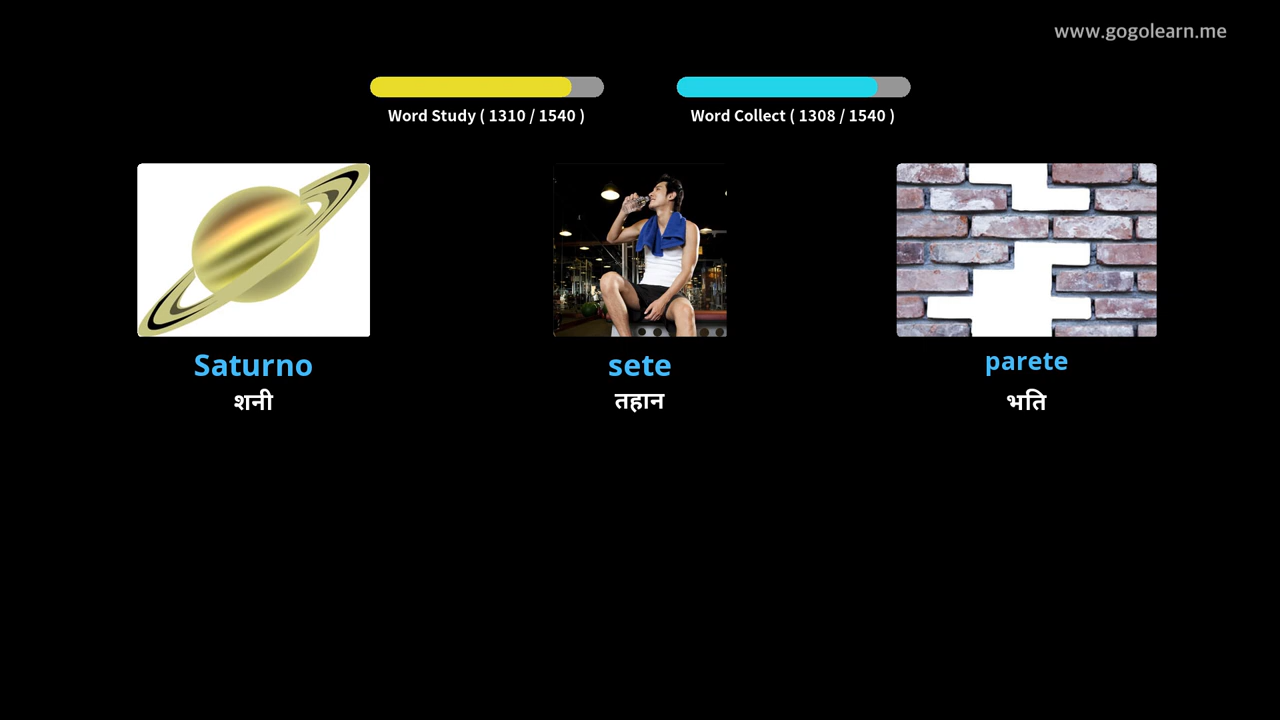 www.gogolearn.me
Word Study ( 1310 / 1540 )
Word Collect ( 1308 / 1540 )
Saturno
शनी
sete
तहान
parete
भति